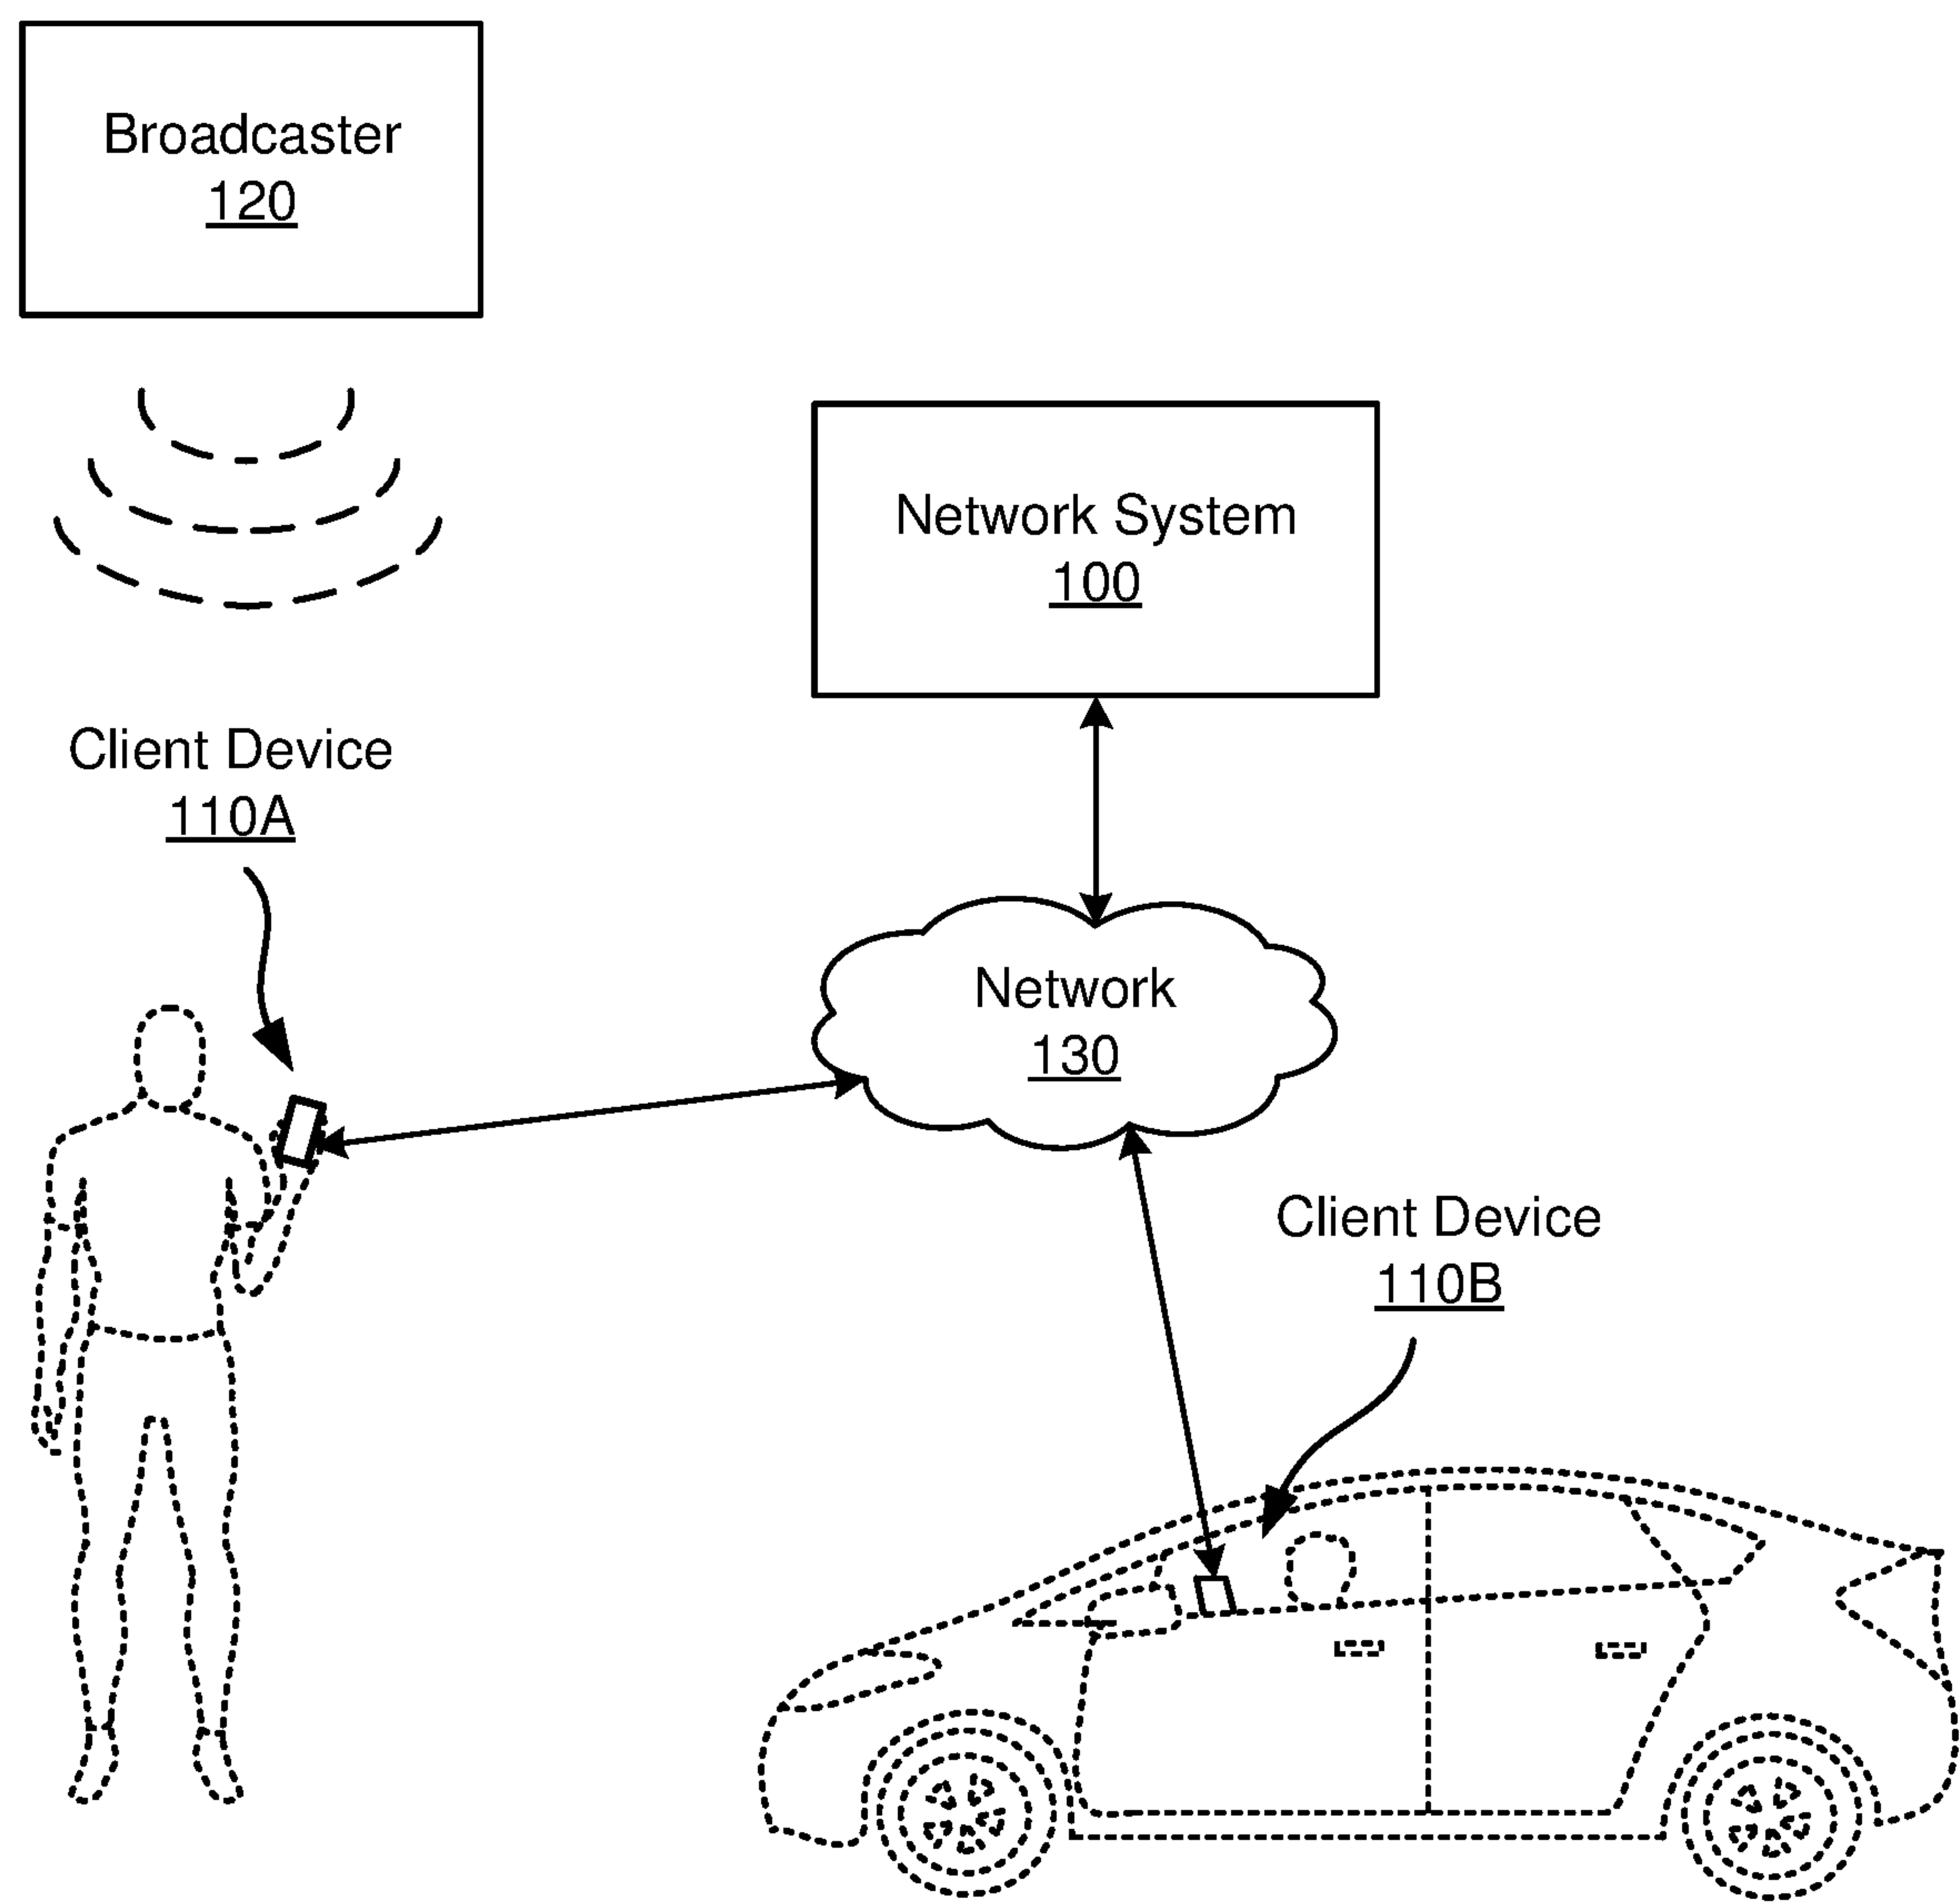 Broadcaster
120
Network System
100
Client Device
110A
Network
130
Client Device
110B